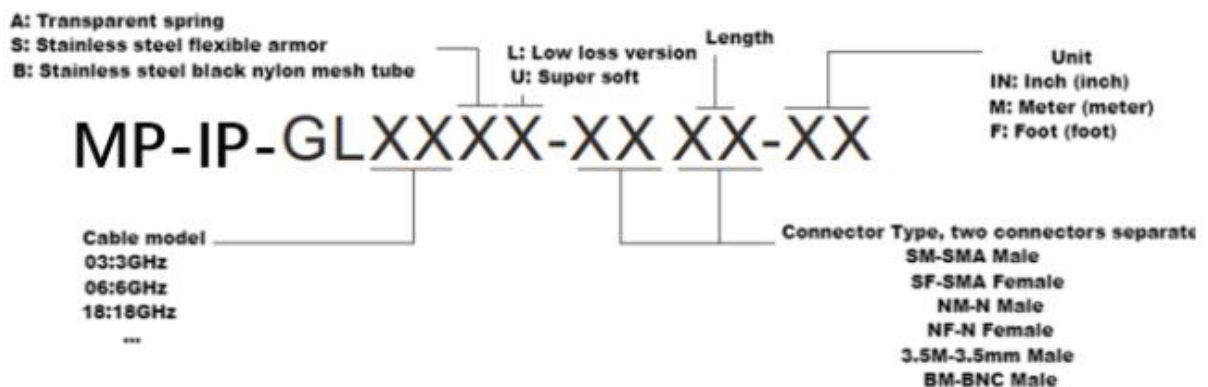 A: Transparent spring
S: Stainless steel flexible armor
B: Stainless steel black nylon mesh tube
L: Low loss version
U: Super soft
Length
Unit
IN: Inch (inch)
M: Meter (meter)
F: Foot (foot)
MP-IP-GLXXXX-XX XX-XX
Cable model
03:3GHz
06:6GHz
18:18GHz
...
Connector Type, two connectors separate
SM-SMA Male
SF-SMA Female
NM-N Male
NF-N Female
3.5M-3.5mm Male
BM-BNC Male